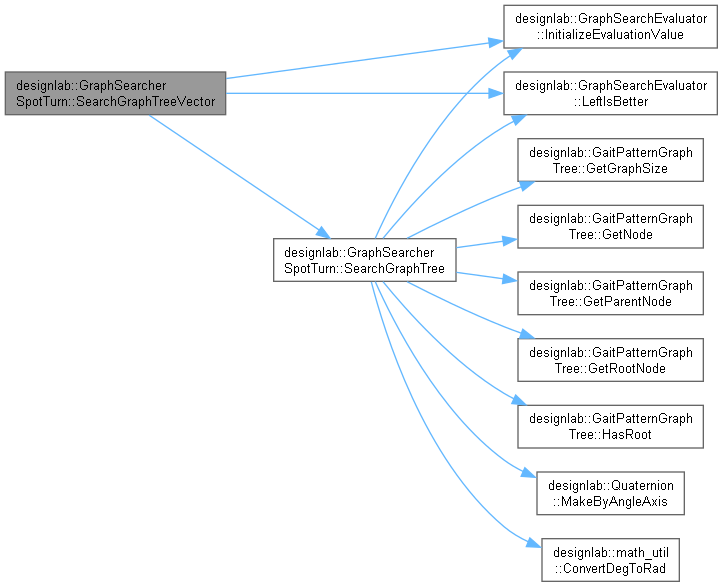 designlab::GraphSearchEvaluator
::InitializeEvaluationValue
designlab::GraphSearcher
SpotTurn::SearchGraphTreeVector
designlab::GraphSearchEvaluator
::LeftIsBetter
designlab::GaitPatternGraph
Tree::GetGraphSize
designlab::GaitPatternGraph
Tree::GetNode
designlab::GraphSearcher
SpotTurn::SearchGraphTree
designlab::GaitPatternGraph
Tree::GetParentNode
designlab::GaitPatternGraph
Tree::GetRootNode
designlab::GaitPatternGraph
Tree::HasRoot
designlab::Quaternion
::MakeByAngleAxis
designlab::math_util
::ConvertDegToRad